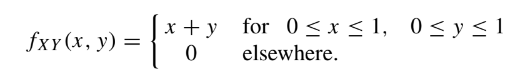 f_{XY}(x, y) = { x + y for 0 ≤ x ≤ 1, 0 ≤ y ≤ 1
0 elsewhere.